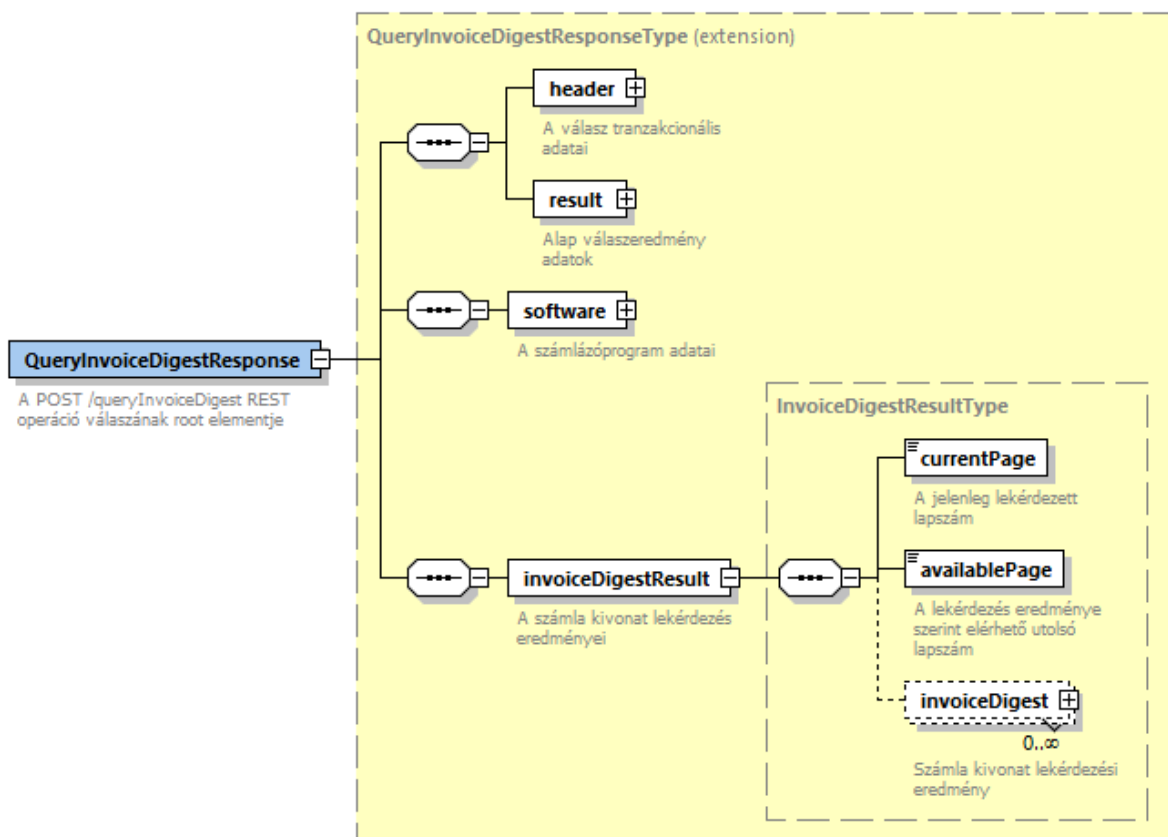 QueryInvoiceDigestResponseType (extension)
header
A válasz tranzakcionális
adatai
result
Alap válaszeredmény
adatok
software
A számlázóprogram adatai
QueryInvoiceDigestResponse
A POST /queryInvoiceDigest REST
operáció válaszának root elementje
InvoiceDigestResultType
currentPage
A jelenleg lekérdezett
lapszám
invoiceDigestResult
A számla kivonat lekérdezés
eredményei
availablePage
A lekérdezés eredménye
szerint elérhető utolsó
lapszám
invoiceDigest
0..∞
Számla kivonat lekérdezési
eredmény